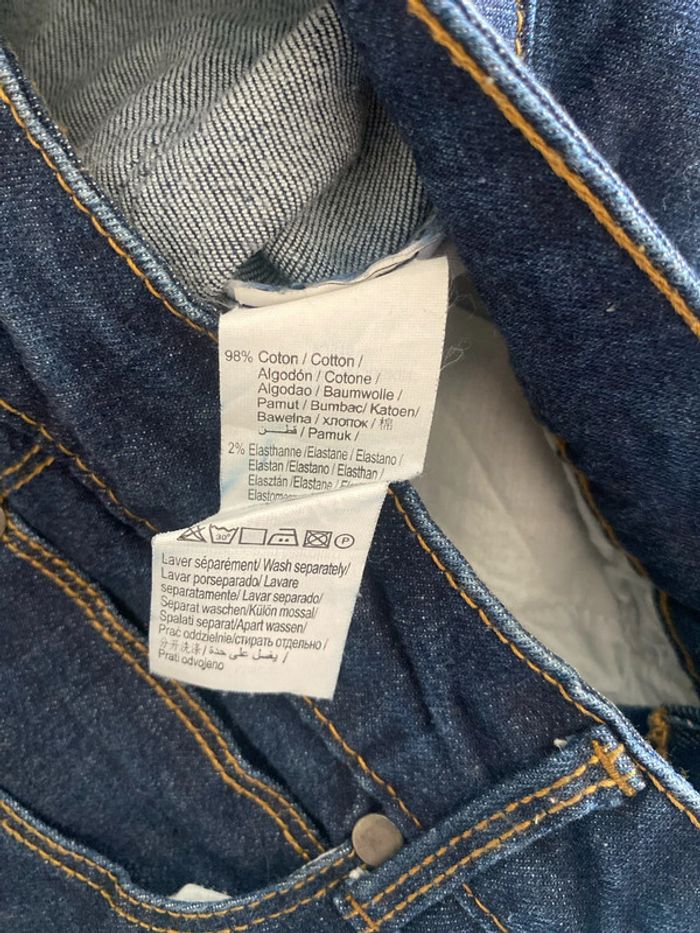 98% Coton / Cotton /
Algodón / Cotone /
Algodao / Baumwolle /
Pamut / Bumbac/ Katoen/
Bawełna / хлопок / 棉
قطن / Pamuk /
2% Elasthanne /Elastane / Elastano /
Elastan /Elastano / Elasthan /
Elasztán /Elastane /
30°
P
Laver séparément/ Wash separately/
Lavar porseparado/ Lavare
separatamente/ Lavar separado/
Separat waschen/Külön mossal/
Spalati separat/Apart wassen/
Prać oddzielnie/стирать отдельно /
分开洗涤 / يغسل على حدة /
Prati odvojeno